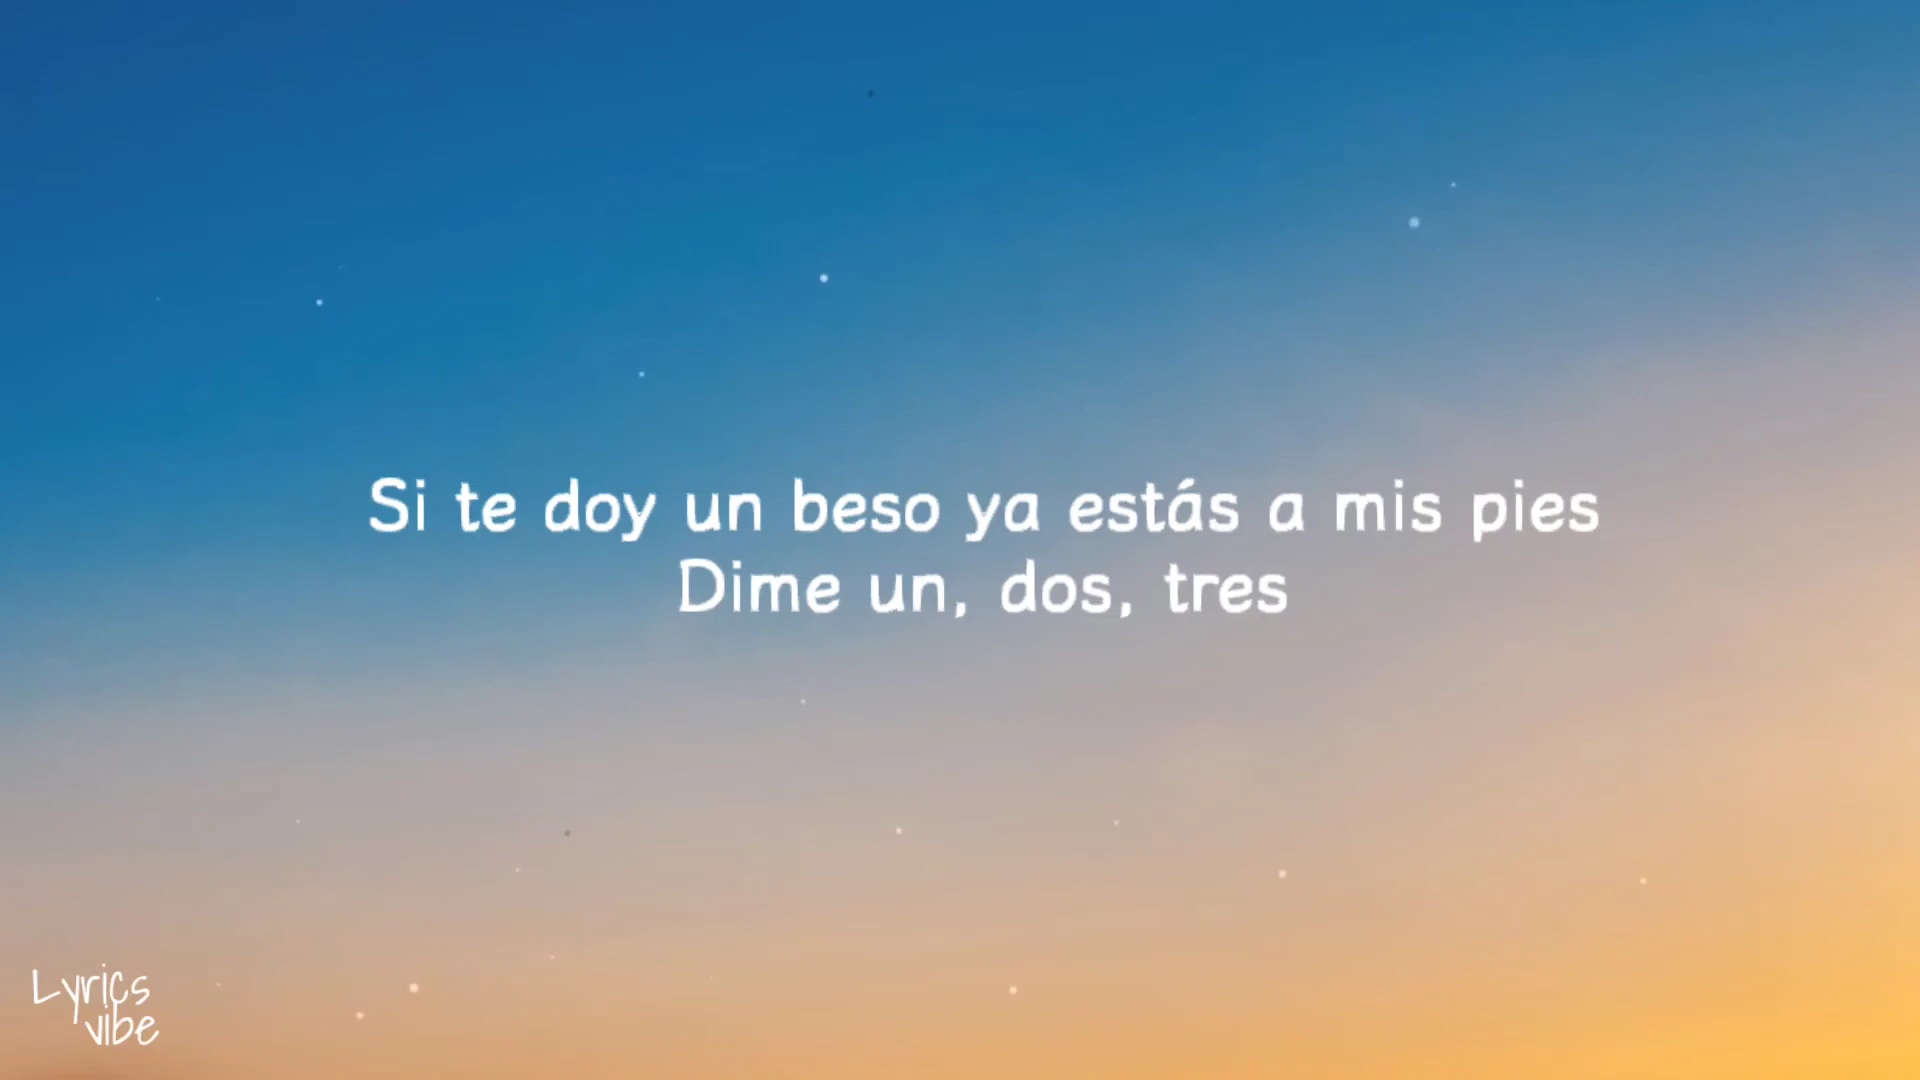 Si te doy un beso ya estás a mis pies
Dime un, dos, tres
Lyrics
vibe